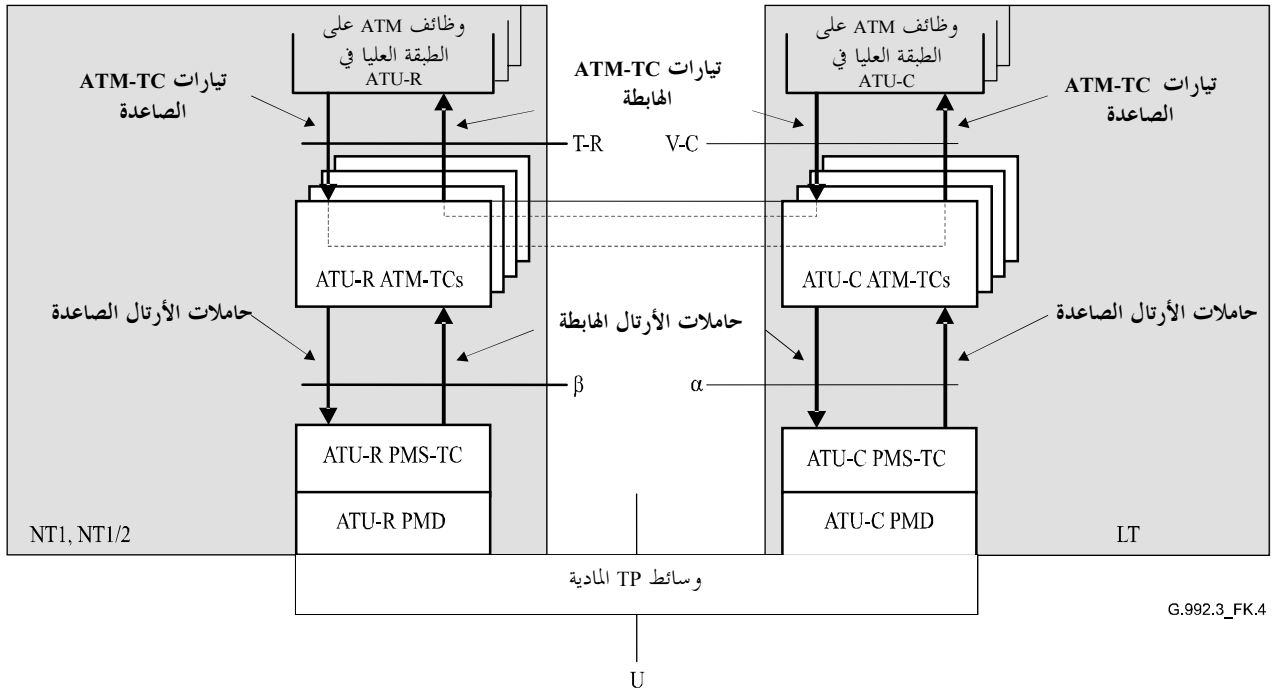 وظائف ATM على
الطبقة العليا في
ATU-R
وظائف ATM على
الطبقة العليا في
ATU-C
تيارات ATM-TC
الصاعدة
تيارات ATM-TC
الهابطة
تيارات ATM-TC
الصاعدة
T-R
V-C
ATU-R ATM-TCs
ATU-C ATM-TCs
حاملات الأرتال الصاعدة
حاملات الأرتال الهابطة
حاملات الأرتال الصاعدة
β
α
ATU-R PMS-TC
ATU-C PMS-TC
ATU-R PMD
ATU-C PMD
NT1, NT1/2
LT
وسائط TP المادية
G.992.3_FK.4
U